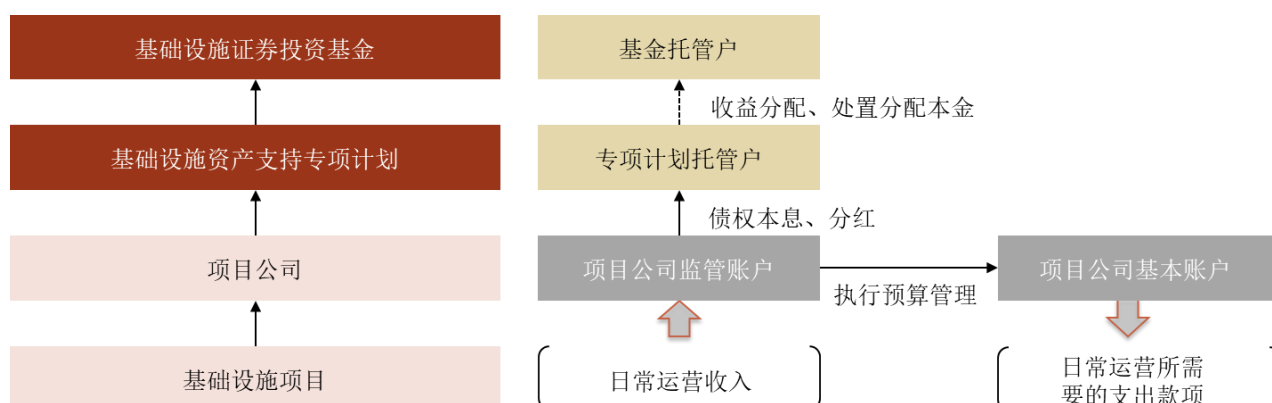 基础设施证券投资基金
基金托管户
收益分配、处置分配本金
基础设施资产支持专项计划
专项计划托管户
债权本息、分红
项目公司
项目公司监管账户
项目公司基本账户
执行预算管理
基础设施项目
日常运营收入
日常运营所需
要的支出款项